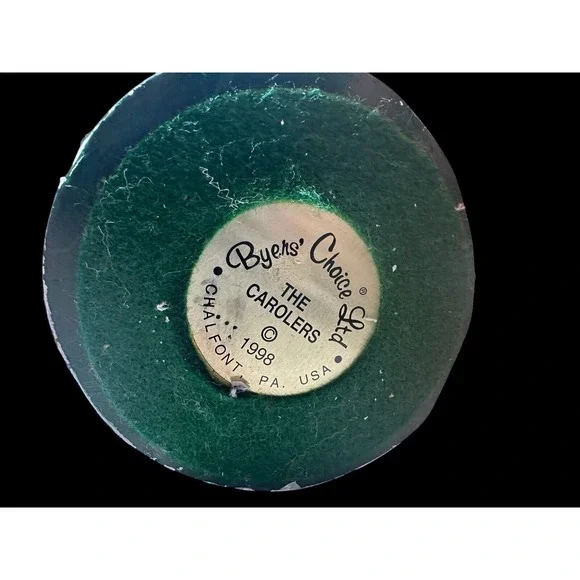 Byers' Choice Ltd ®
THE
CAROLERS
©
1998
CHALFONT, PA. USA